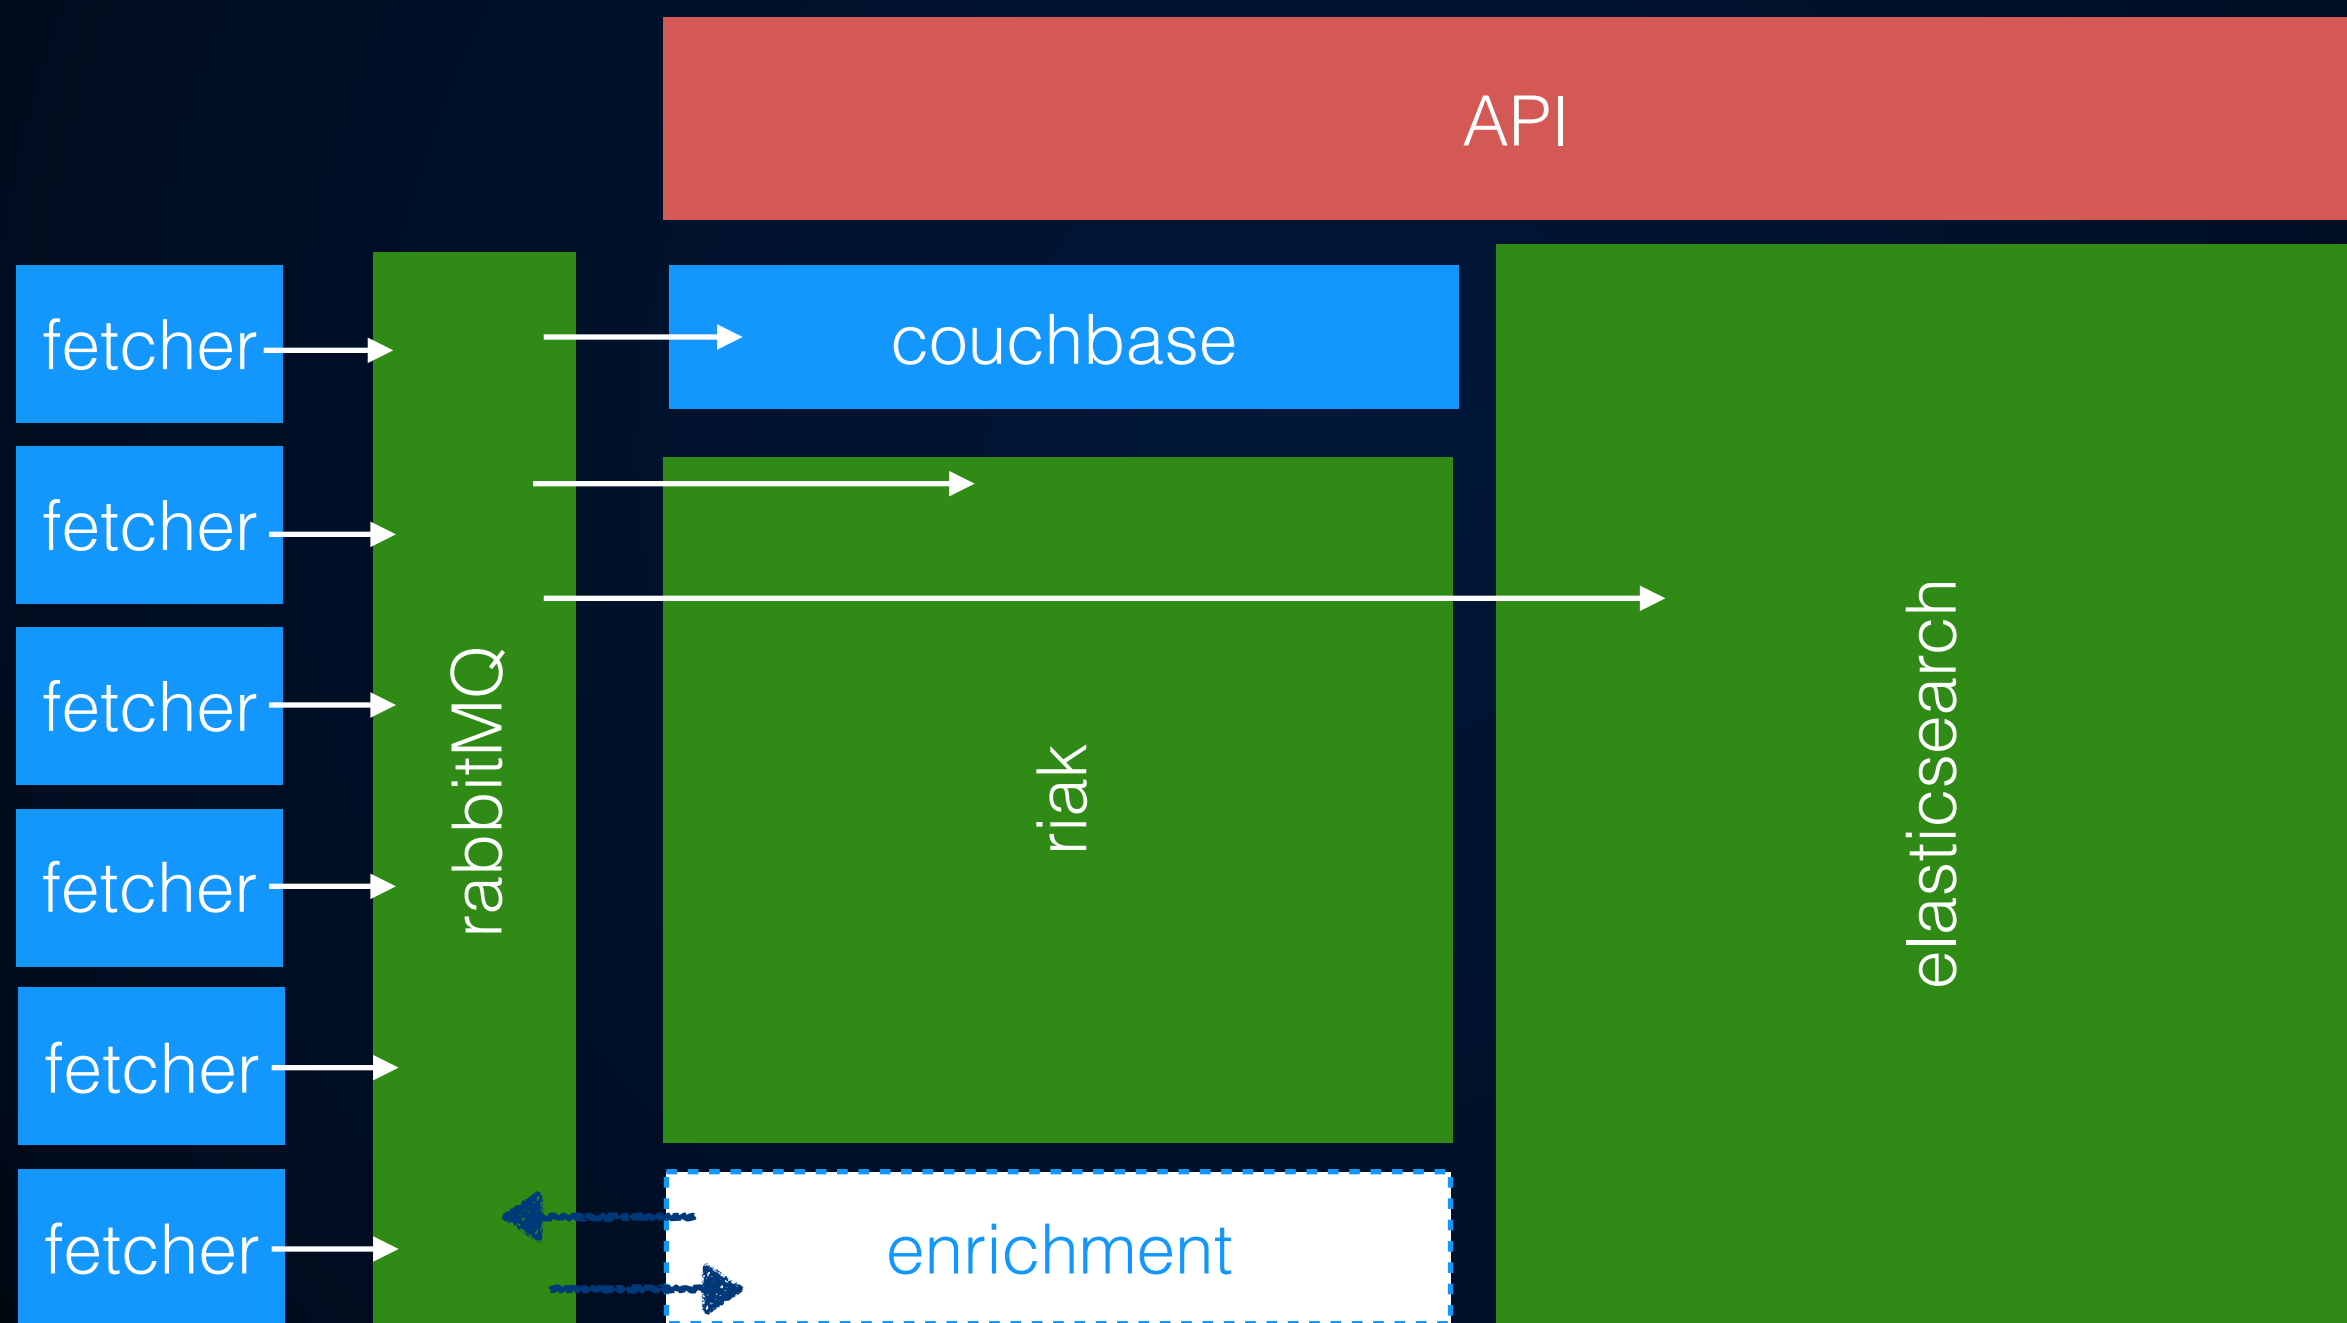 API
fetcher
couchbase
fetcher
fetcher
rabbitMQ
riak
elasticsearch
fetcher
fetcher
fetcher
enrichment